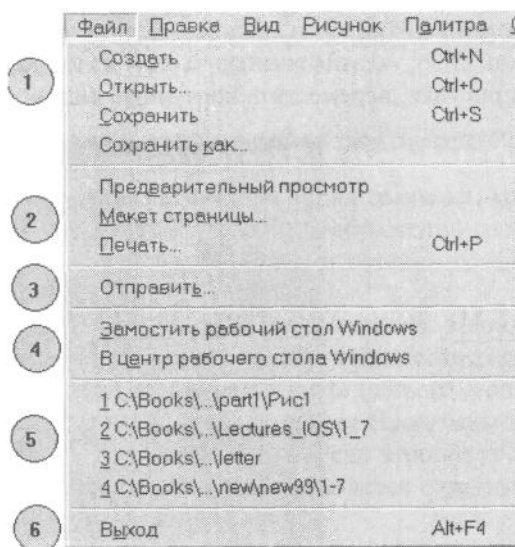 Файл Правка Вид Рисунок Палитра
1
Создать Ctrl+N
Открыть... Ctrl+O
Сохранить Ctrl+S
Сохранить как...
Предварительный просмотр
2 Макет страницы...
Печать... Ctrl+P
3 Отправить...
4
Замостить рабочий стол Windows
В центр рабочего стола Windows
5
1 C:\Books\...\part1\Рис1
2 C:\Books\...\Lectures_IOS\1_7
3 C:\Books\...\letter
4 C:\Books\...\new\new99\1-7
6 Выход Alt+F4